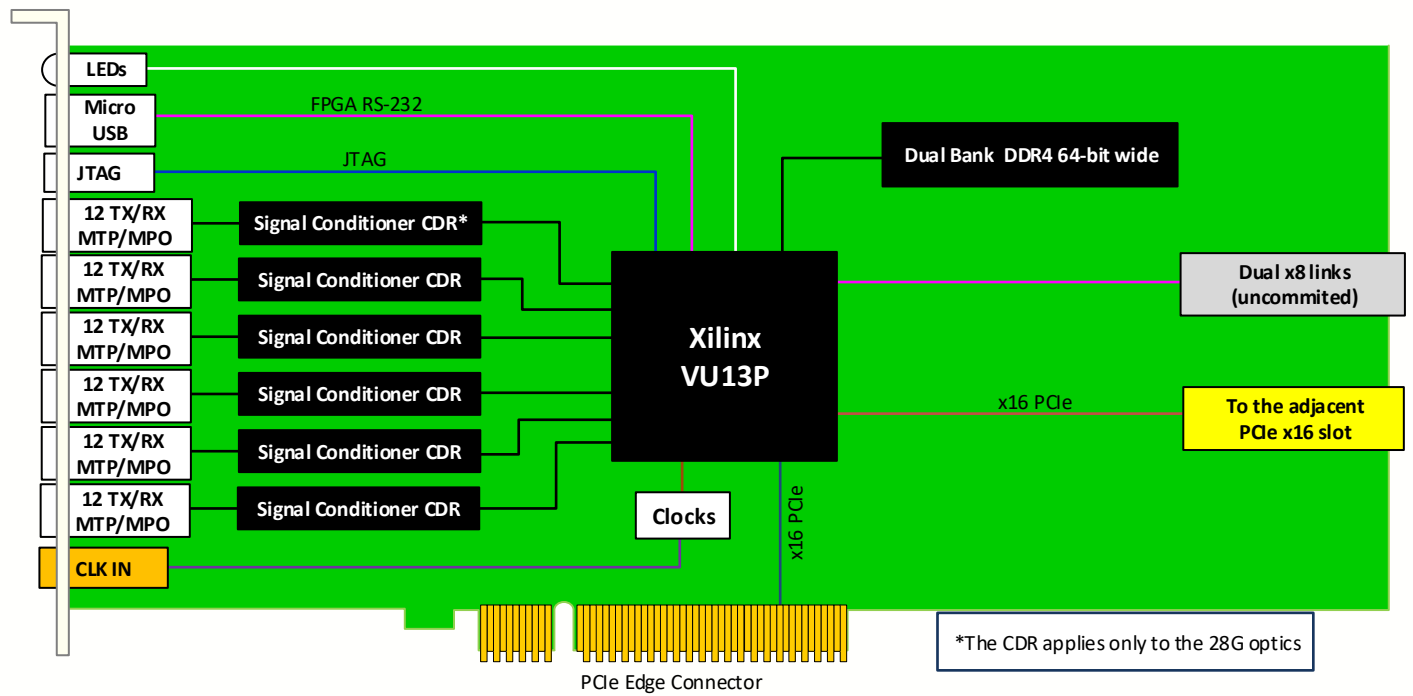 LEDs
Micro
USB
FPGA RS-232
JTAG
JTAG
Dual Bank DDR4 64-bit wide
12 TX/RX
MTP/MPO
Signal Conditioner CDR*
12 TX/RX
MTP/MPO
Signal Conditioner CDR
12 TX/RX
MTP/MPO
Signal Conditioner CDR
12 TX/RX
MTP/MPO
Signal Conditioner CDR
12 TX/RX
MTP/MPO
Signal Conditioner CDR
12 TX/RX
MTP/MPO
Signal Conditioner CDR
Xilinx
VU13P
Dual x8 links
(uncommited)
x16 PCIe
To the adjacent
PCIe x16 slot
Clocks
x16 PCIe
CLK IN
*The CDR applies only to the 28G optics
PCIe Edge Connector